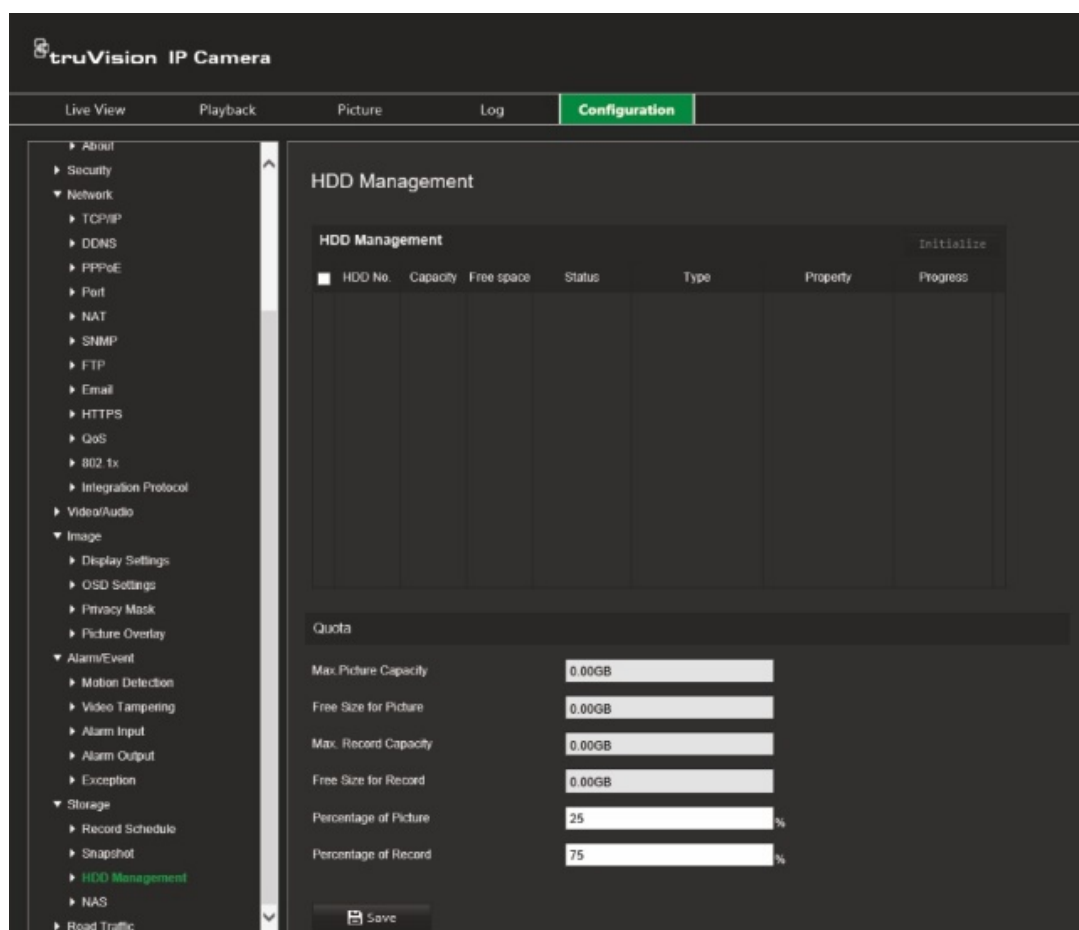 truVision IP Camera
Live View Playback Picture Log Configuration
About
Security
Network
TCP/IP
DDNS
PPPoE
Port
NAT
SNMP
FTP
Email
HTTPS
QoS
802.1x
Integration Protocol
Video/Audio
Image
Display Settings
OSD Settings
Privacy Mask
Picture Overlay
Alarm/Event
Motion Detection
Video Tampering
Alarm Input
Alarm Output
Exception
Storage
Record Schedule
Snapshot
HDD Management
NAS
Road Traffic
HDD Management
HDD Management Initialize
HDD No. Capacity Free space Status Type Property Progress
Quota
Max.Picture Capacity 0.00GB
Free Size for Picture 0.00GB
Max. Record Capacity 0.00GB
Free Size for Record 0.00GB
Percentage of Picture 25 %
Percentage of Record 75 %
Save